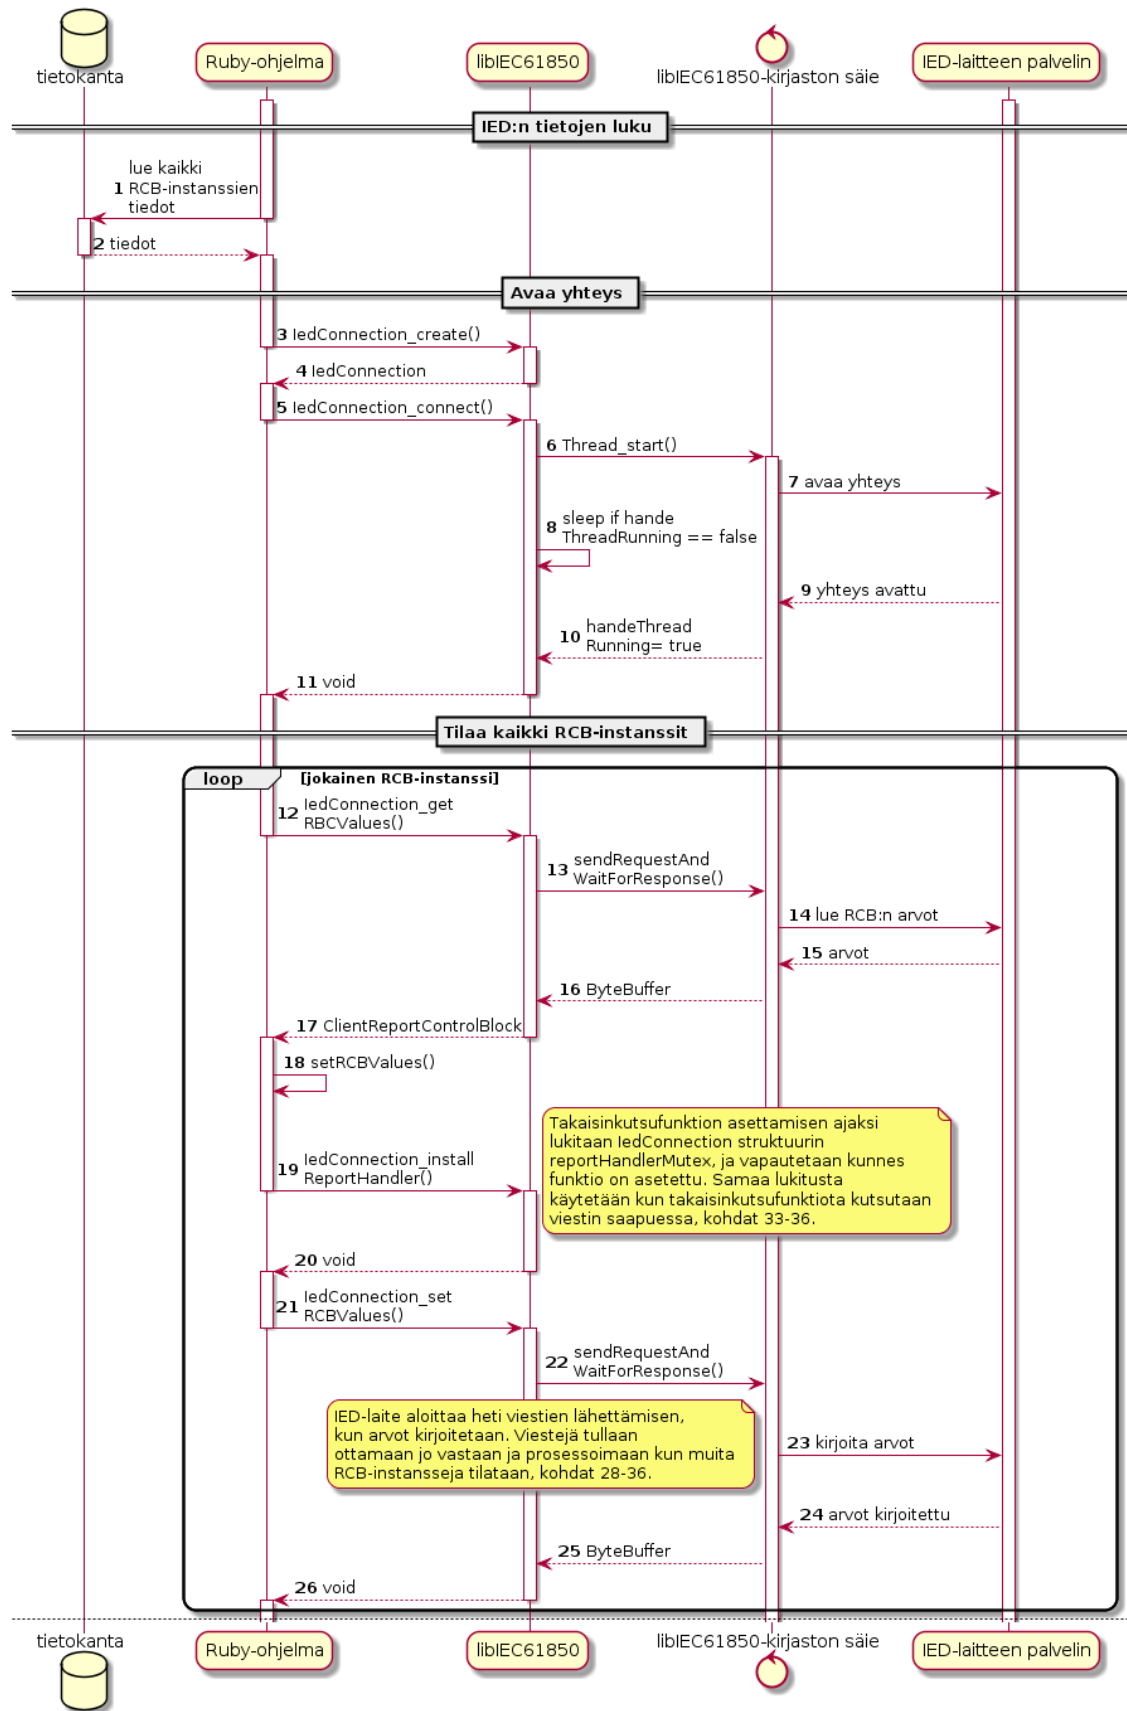 tietokanta
Ruby-ohjelma
libIEC61850
libIEC61850-kirjaston säie
IED-laitteen palvelin
IED:n tietojen luku
lue kaikki
1 RCB-instanssien
tiedot
2 tiedot
Avaa yhteys
3 IedConnection_create()
4 IedConnection
5 IedConnection_connect()
6 Thread_start()
7 avaa yhteys
8 sleep if hande
ThreadRunning == false
9 yhteys avattu
10 handeThread
Running= true
11 void
Tilaa kaikki RCB-instanssit
loop [jokainen RCB-instanssi]
12 IedConnection_get
RBCValues()
13 sendRequestAnd
WaitForResponse()
14 lue RCB:n arvot
15 arvot
16 ByteBuffer
17 ClientReportControlBlock
18 setRCBValues()
Takaisinkutsufunktion asettamisen ajaksi
lukitaan IedConnection struktuurin
reportHandlerMutex, ja vapautetaan kunnes
funktio on asetettu. Samaa lukitusta
käytetään kun takaisinkutsufunktiota kutsutaan
viestin saapuessa, kohdat 33-36.
19 IedConnection_install
ReportHandler()
20 void
21 IedConnection_set
RCBValues()
22 sendRequestAnd
WaitForResponse()
IED-laite aloittaa heti viestien lähettämisen,
kun arvot kirjoitetaan. Viestejä tullaan
ottamaan jo vastaan ja prosessoimaan kun muita
RCB-instansseja tilataan, kohdat 28-36.
23 kirjoita arvot
24 arvot kirjoitettu
25 ByteBuffer
26 void
tietokanta
Ruby-ohjelma
libIEC61850
libIEC61850-kirjaston säie
IED-laitteen palvelin